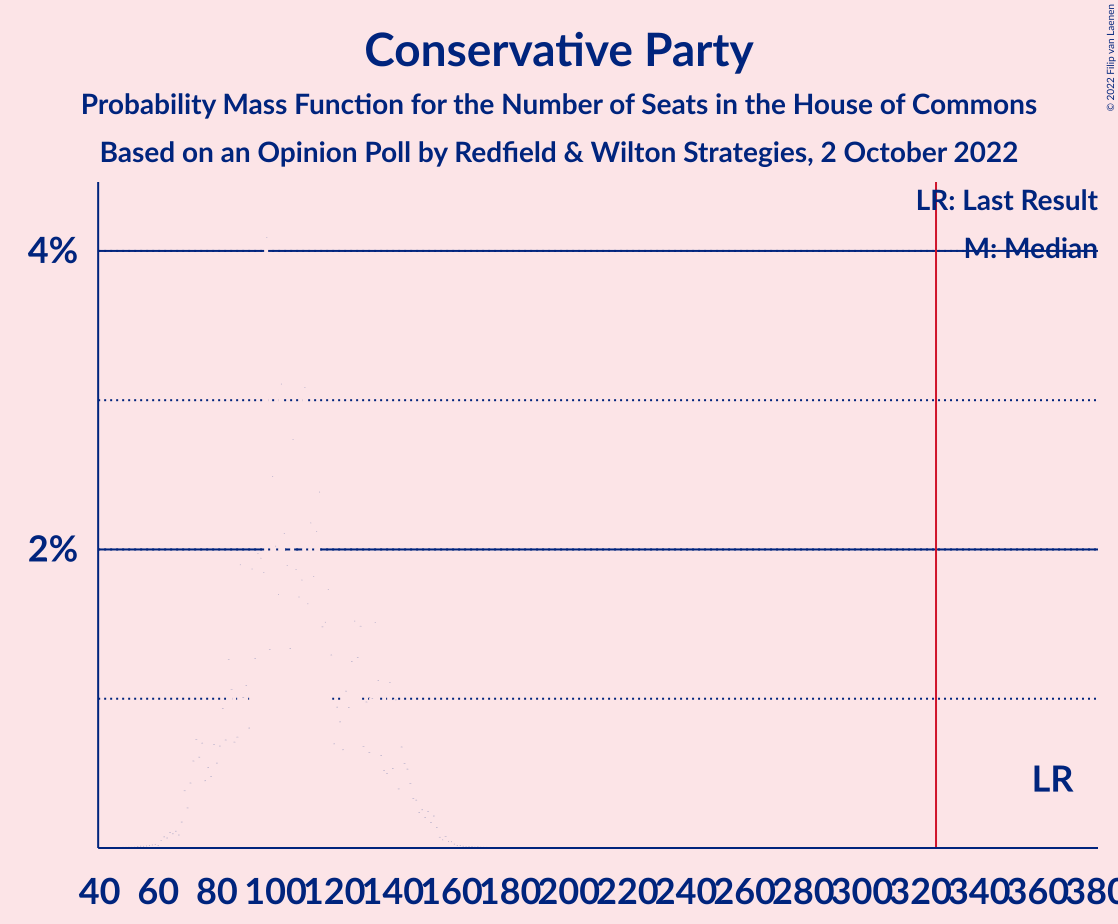 Conservative Party
Probability Mass Function for the Number of Seats in the House of Commons
Based on an Opinion Poll by Redfield & Wilton Strategies, 2 October 2022
© 2022 Filip van Laenen
LR: Last Result
M: Median
4%
2%
LR
40 60 80 100 120 140 160 180 200 220 240 260 280 300 320 340 360 380